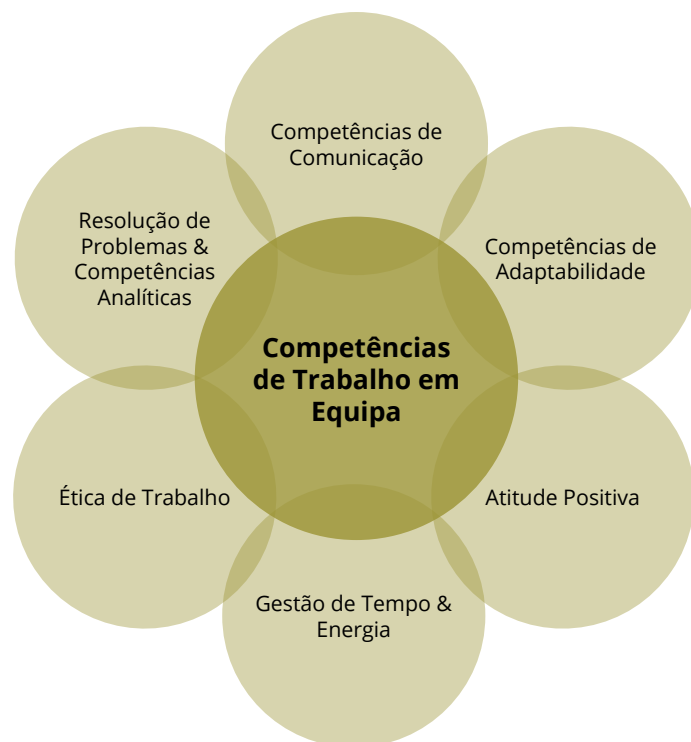 Competências de
Comunicação
Resolução de
Problemas &
Competências
Analíticas
Competências de
Adaptabilidade
Competências
de Trabalho em
Equipa
Ética de Trabalho
Atitude Positiva
Gestão de Tempo &
Energia